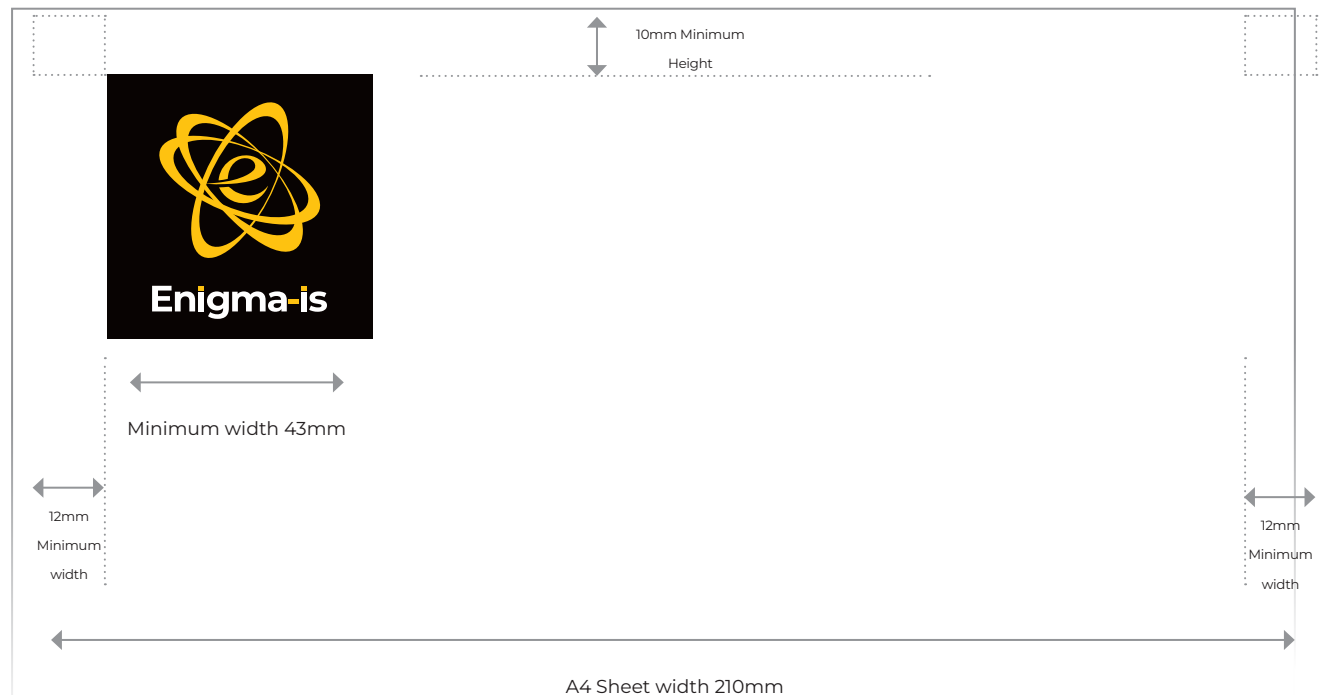 10mm Minimum
Height
e
Enigma-is
Minimum width 43mm
12mm
Minimum
width
12mm
Minimum
width
A4 Sheet width 210mm